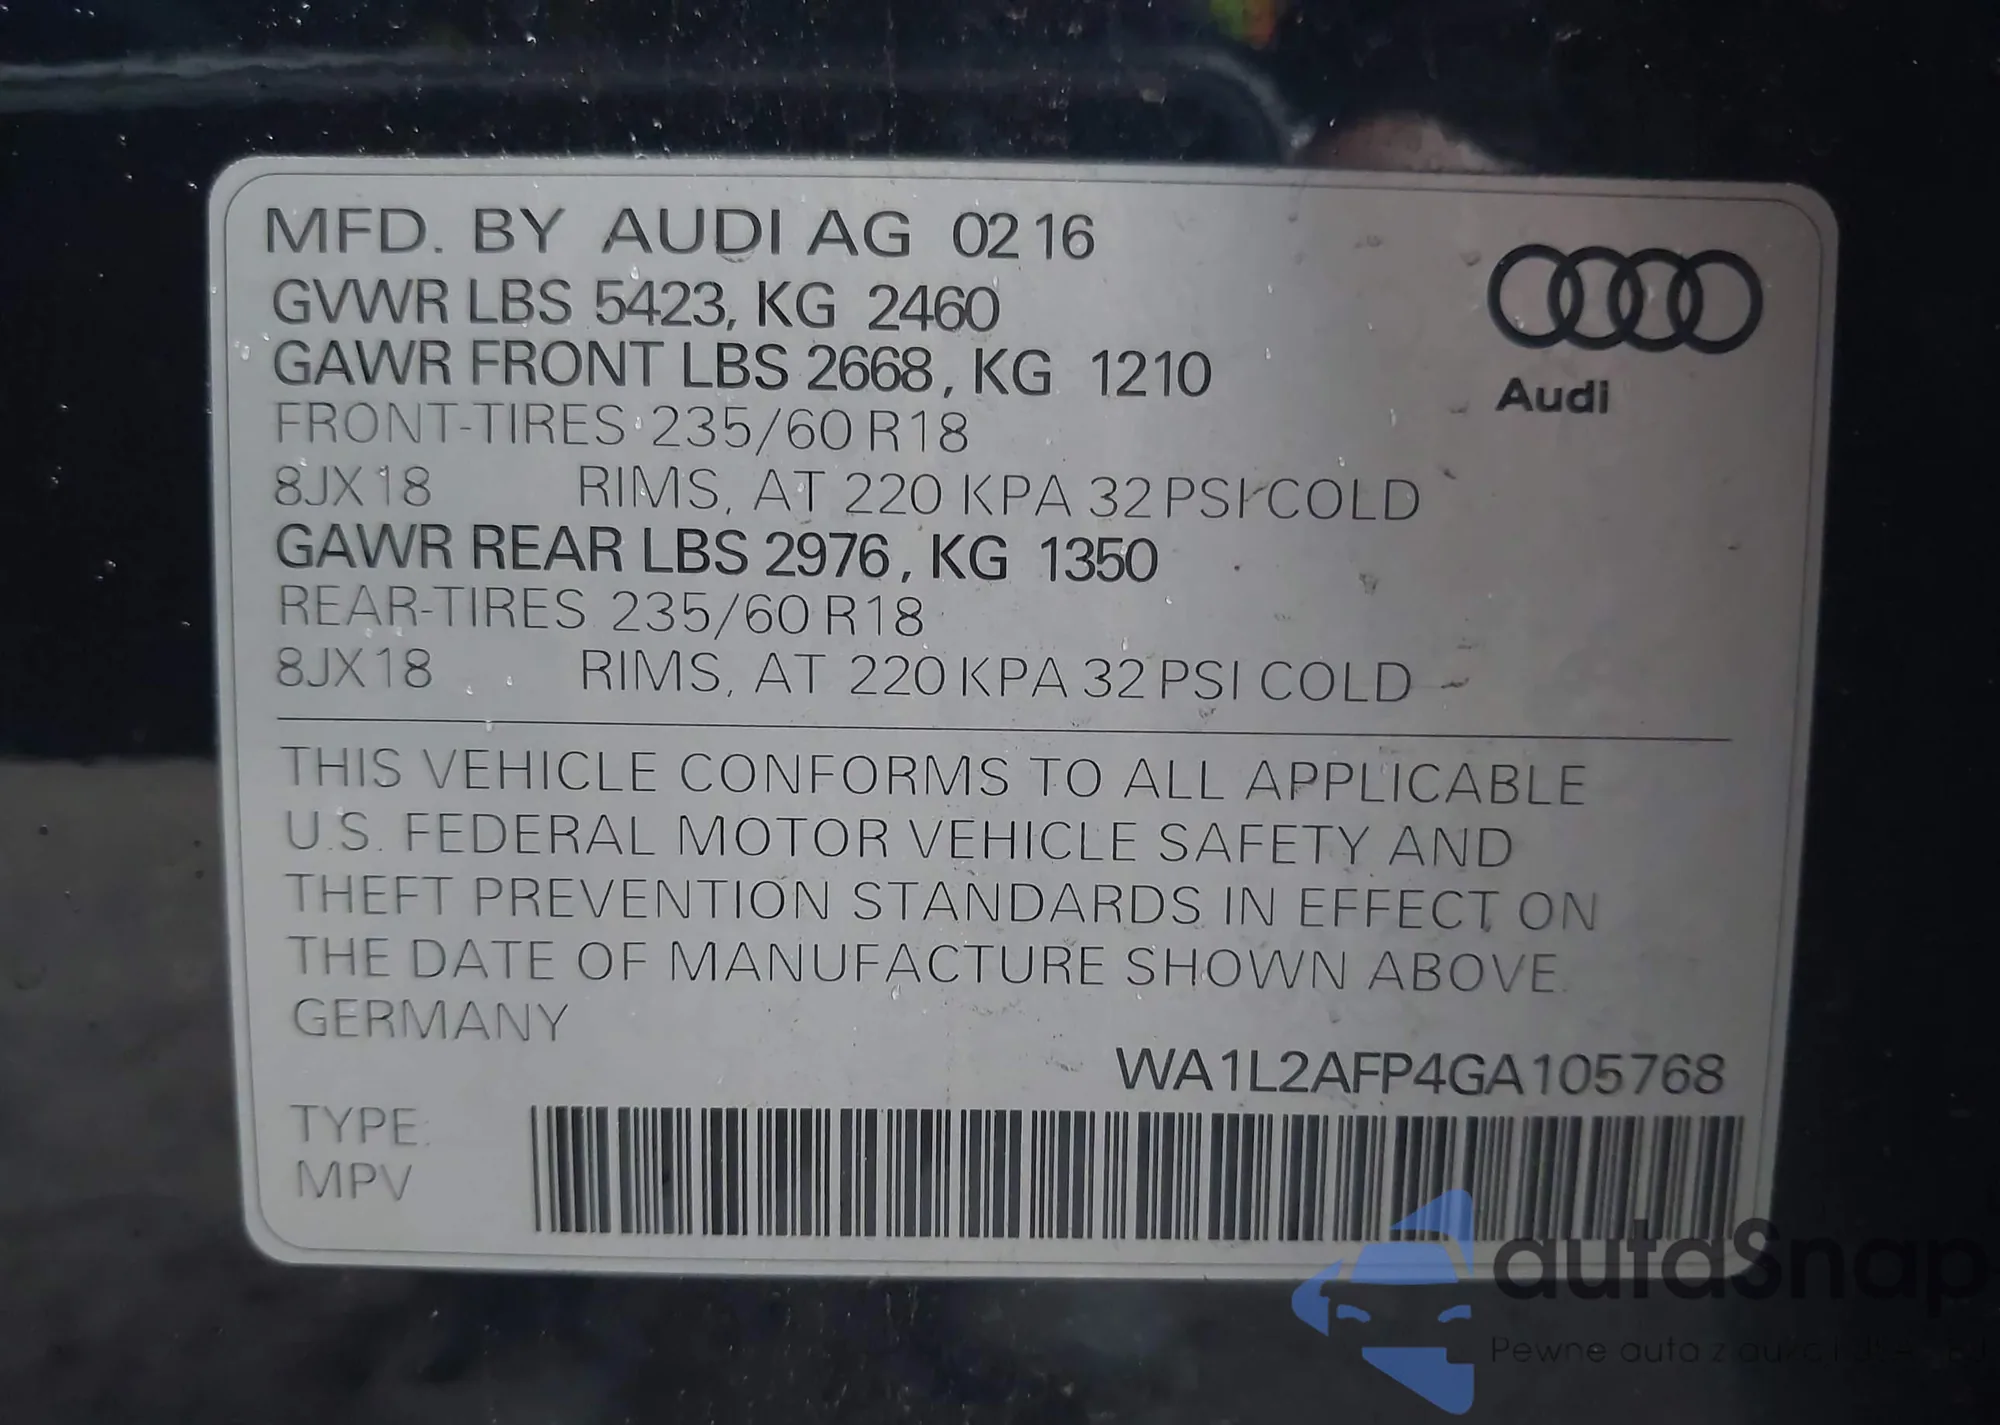 MFD. BY AUDI AG 02 16
GVWR LBS 5423, KG 2460
GAWR FRONT LBS 2668, KG 1210
FRONT-TIRES 235/60 R18
8JX18 RIMS, AT 220 KPA 32 PSI COLD
GAWR REAR LBS 2976, KG 1350
REAR-TIRES 235/60 R18
8JX18 RIMS, AT 220 KPA 32 PSI COLD
Audi
THIS VEHICLE CONFORMS TO ALL APPLICABLE
U.S. FEDERAL MOTOR VEHICLE SAFETY AND
THEFT PREVENTION STANDARDS IN EFFECT ON
THE DATE OF MANUFACTURE SHOWN ABOVE.
GERMANY
WA1L2AFP4GA105768
TYPE:
MPV
autaSnap
Pewne auta z